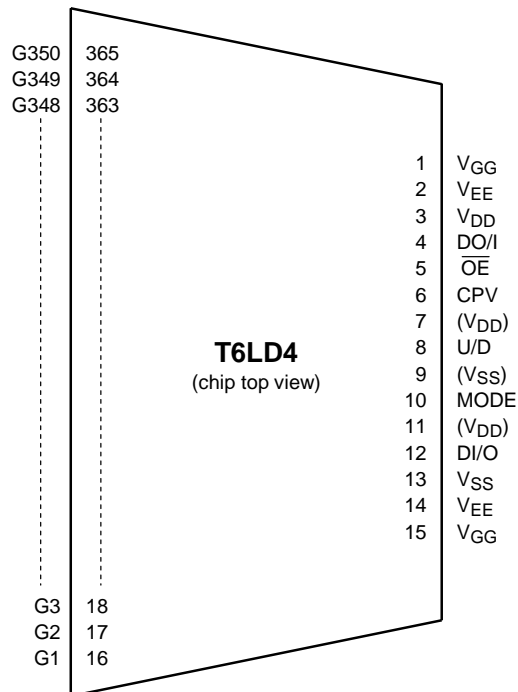 G350 365
G349 364
G348 363
1 VGG
2 VEE
3 VDD
4 DO/I
5 O̅E̅
6 CPV
7 (VDD)
T6LD4
8 U/D
(chip top view)
9 (VSS)
10 MODE
11 (VDD)
12 DI/O
13 VSS
14 VEE
15 VGG
G3 18
G2 17
G1 16